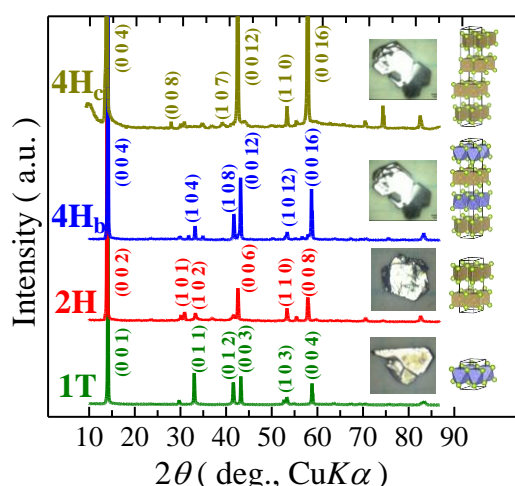 Intensity ( a.u. )
4Hc
(0 0 4)
(0 0 8)
(1 0 7)
(0 0 12)
(1 1 0)
(0 0 16)
4Hb
(0 0 4)
(1 0 4)
(1 0 8)
(0 0 12)
(1 0 12)
(0 0 16)
2H
(0 0 2)
(1 0 1)
(1 0 2)
(0 0 6)
(1 1 0)
(0 0 8)
1T
(0 0 1)
(0 1 1)
(0 1 2)
(0 0 3)
(1 0 3)
(0 0 4)
10 20 30 40 50 60 70 80 90
2θ ( deg., CuKα )